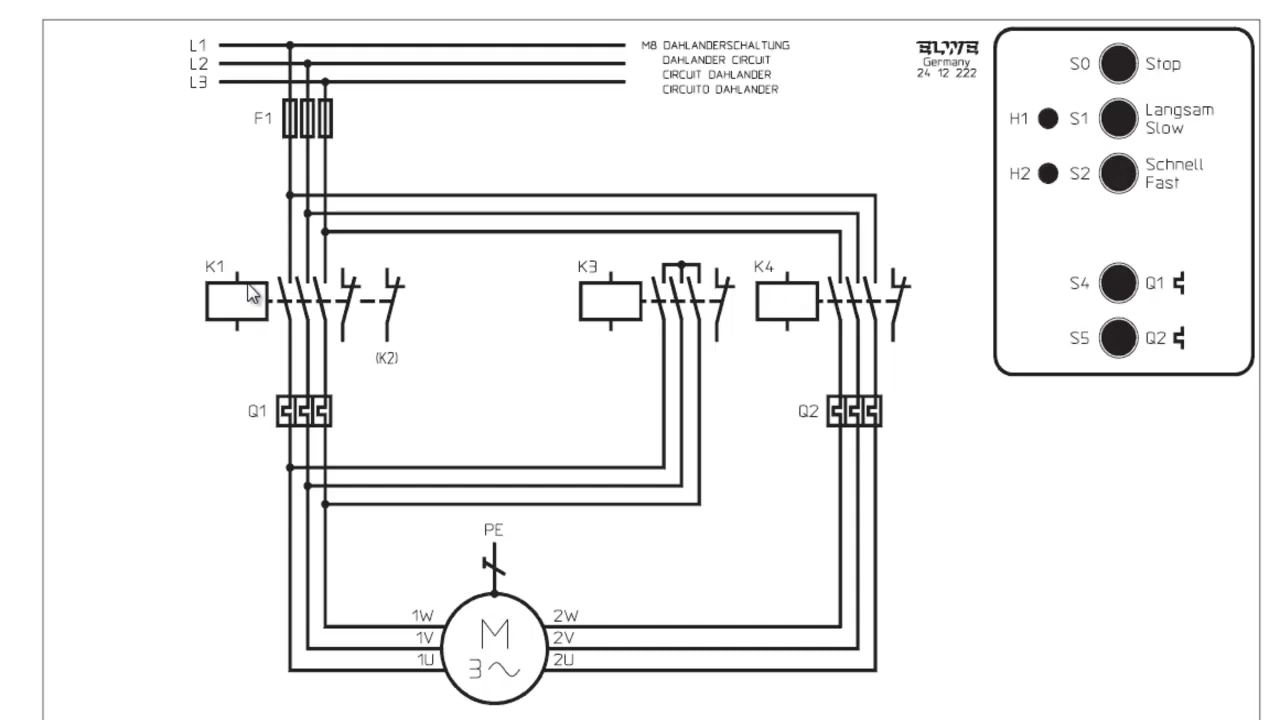 L1
L2
L3
M8 DAHLANDERSCHALTUNG
DAHLANDER CIRCUIT
CIRCUIT DAHLANDER
CIRCUITO DAHLANDER
ELWE
Germany
24 12 222
S0 Stop
H1 S1 Langsam
Slow
H2 S2 Schnell
Fast
S4 Q1
S5 Q2
F1
K1
K3
K4
(K2)
Q1
Q2
PE
1W
1V
1U
M
3~
2W
2V
2U